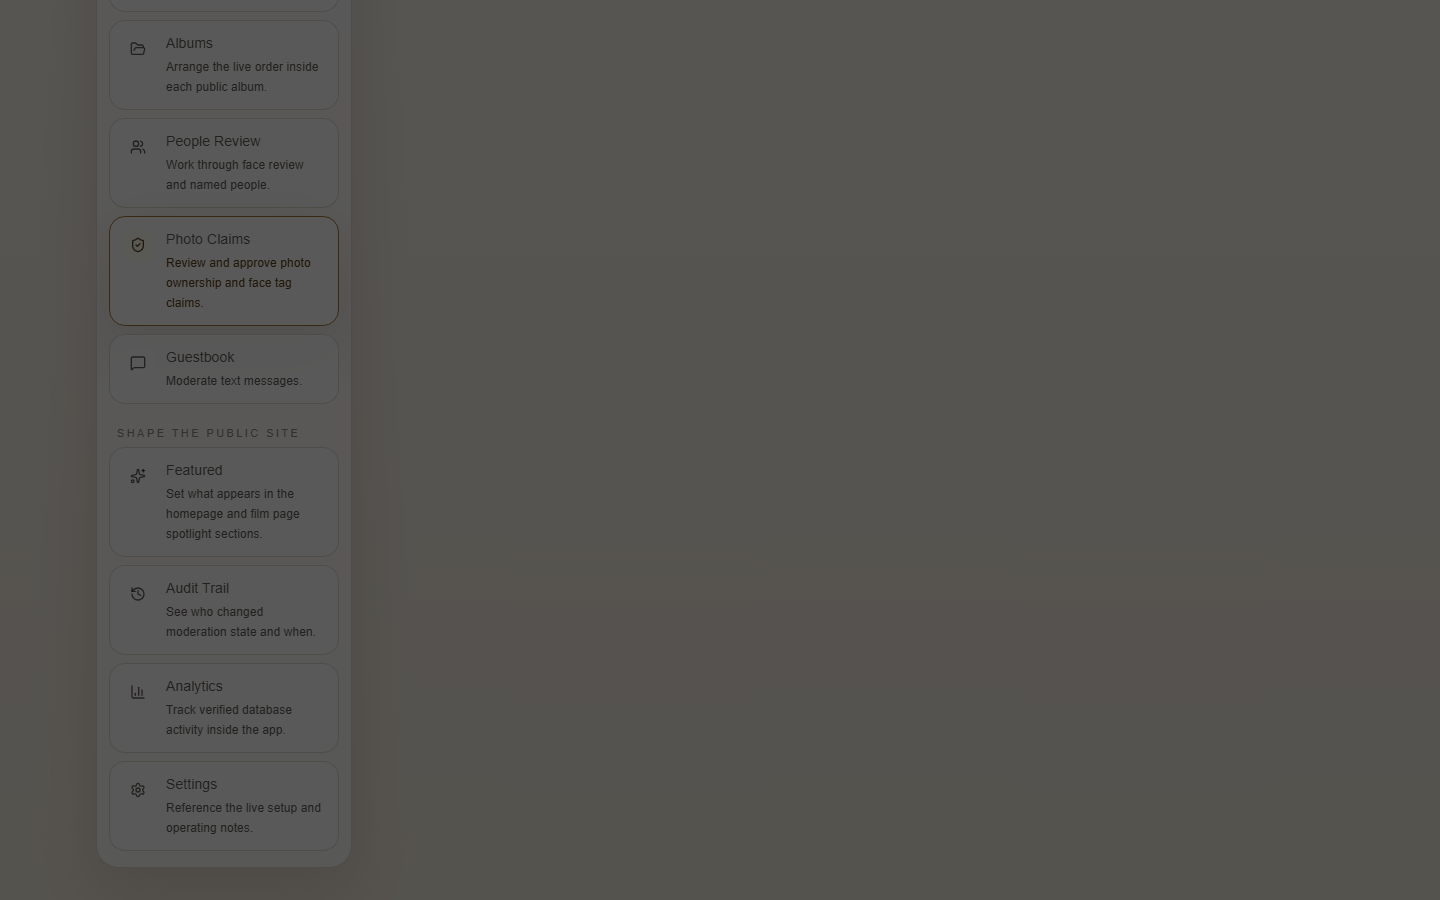 Albums
Arrange the live order inside
each public album.
People Review
Work through face review
and named people.
Photo Claims
Review and approve photo
ownership and face tag
claims.
Guestbook
Moderate text messages.
SHAPE THE PUBLIC SITE
Featured
Set what appears in the
homepage and film page
spotlight sections.
Audit Trail
See who changed
moderation state and when.
Analytics
Track verified database
activity inside the app.
Settings
Reference the live setup and
operating notes.